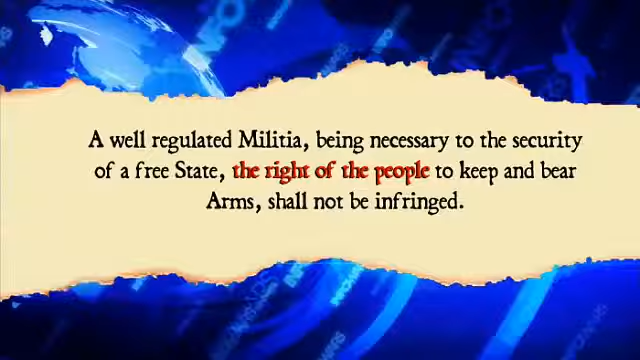 A well regulated Militia, being necessary to the security
of a free State, the right of the people to keep and bear
Arms, shall not be infringed.